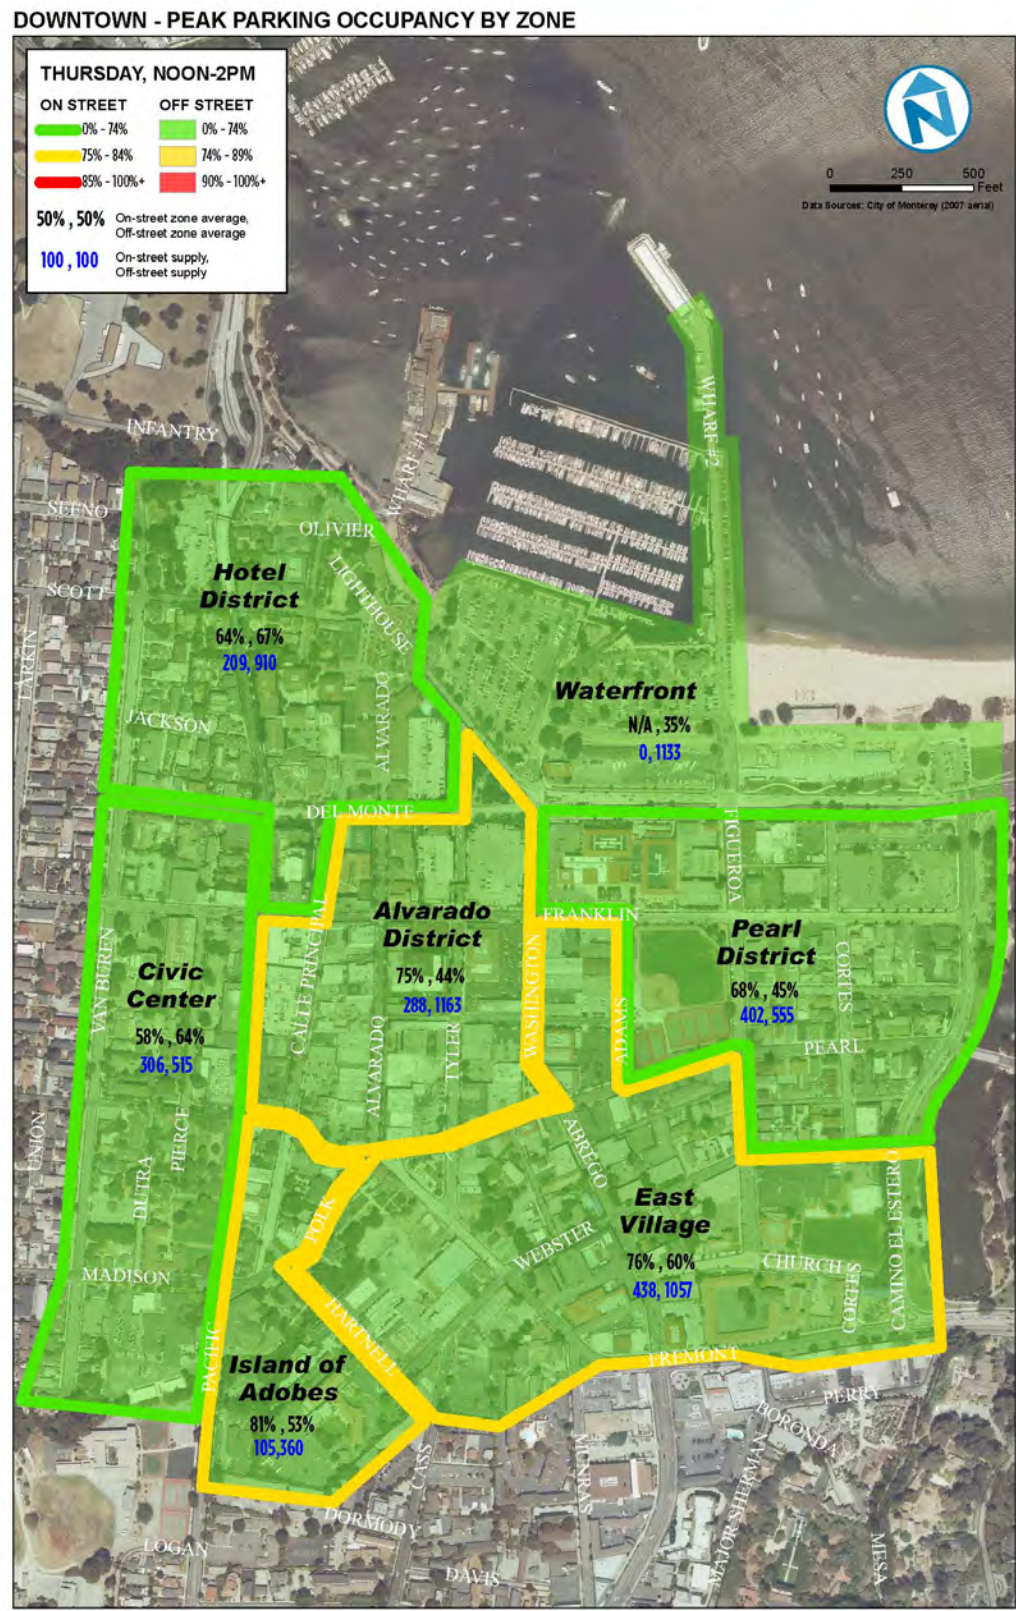 DOWNTOWN - PEAK PARKING OCCUPANCY BY ZONE
THURSDAY, NOON-2PM
ON STREET OFF STREET
0% - 74% 0% - 74%
75% - 84% 74% - 89%
85% - 100%+ 90% - 100%+
50% , 50% On-street zone average,
Off-street zone average
100 , 100 On-street supply,
Off-street supply
N
0 250 500
Feet
Data Sources: City of Monterey (2007 aerial)
INFANTRY
WHARF #1
WHARF #2
SEENO
OLIVIER
SCOTT
LIGHTHOUSE
LARKIN
Hotel
District
64% , 67%
209, 910
Waterfront
N/A , 35%
0, 1133
JACKSON
ALVARADO
DEL MONTE
FIGUEROA
CALLE PRINCIPAL
Alvarado
District
75% , 44%
288, 1163
FRANKLIN
Pearl
District
68% , 45%
402, 555
CORTES
VAN BUREN
Civic
Center
58% , 64%
306, 515
WASHINGTON
ADAMS
PEARL
ALVARADO
TYLER
UNION
PIERCE
DUTRA
ABREGO
POLK
East
Village
76% , 60%
438, 1057
WEBSTER
CHURCH S
CORTES
CAMINO EL ESTERO
MADISON
HARTNELL
PACIFIC
FREMONT
Island of
Adobes
81% , 53%
105,360
PERRY
BORONDA
CASS
MUNRAS
MAJOR SHERMAN
DORMODY
LOGAN
DAVIS
MESA